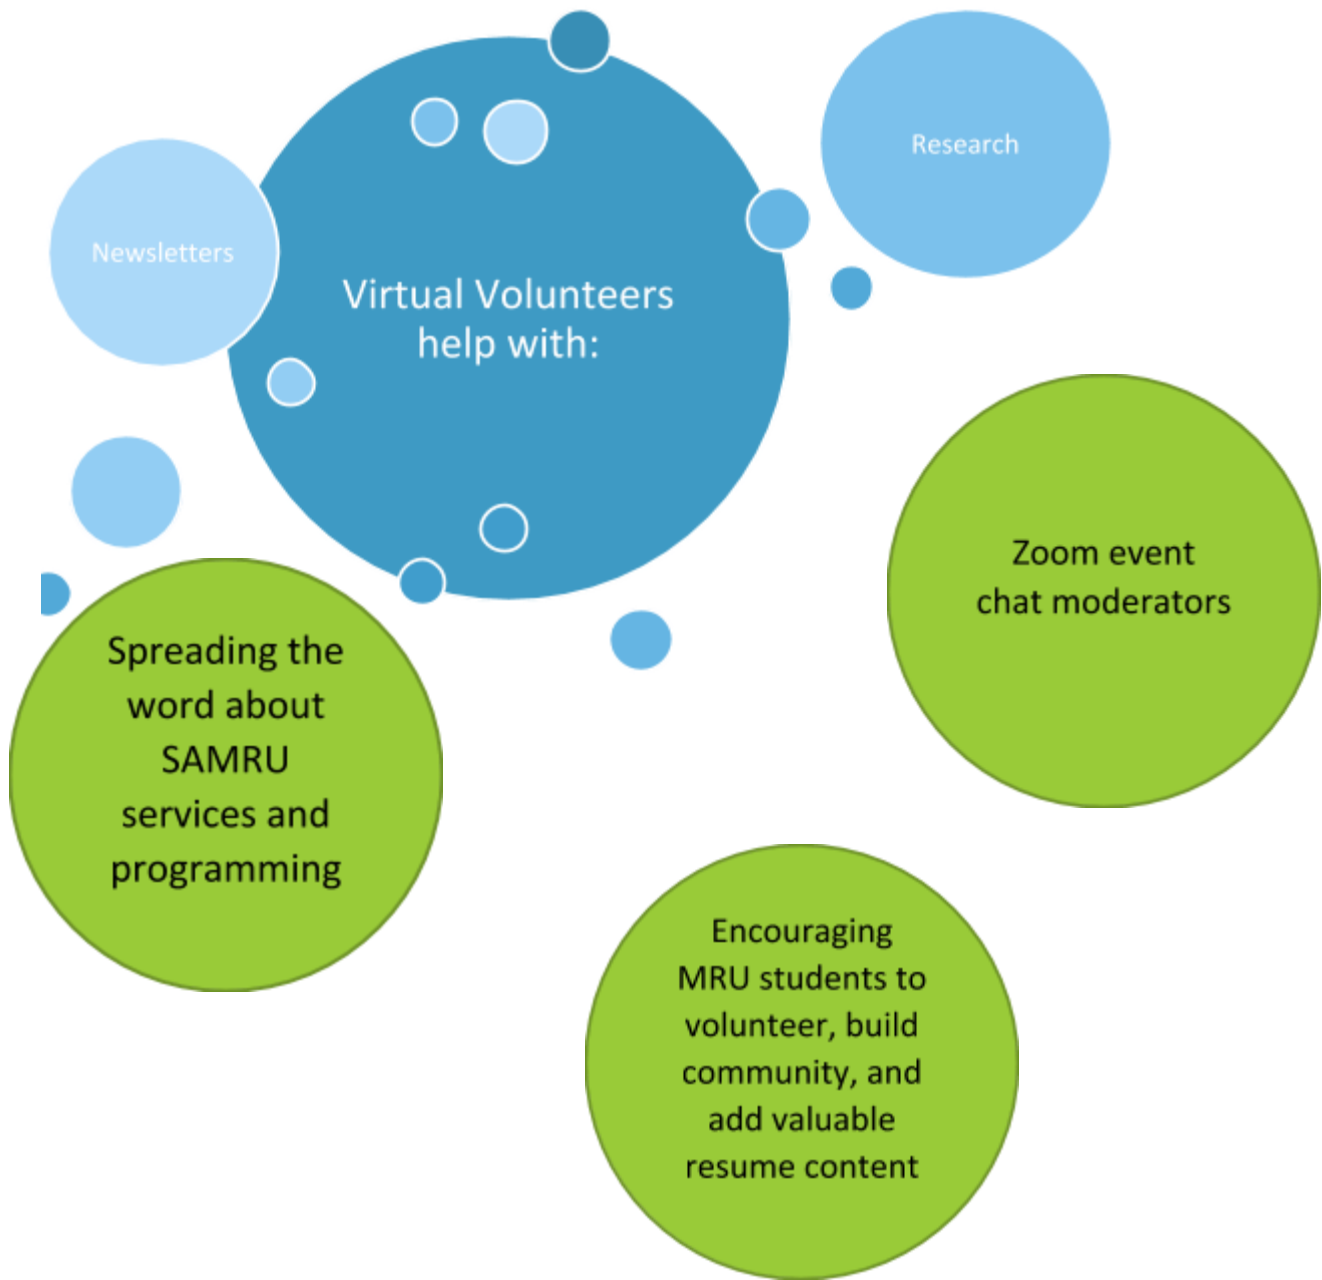 Virtual Volunteers
help with:
Newsletters
Research
Zoom event
chat moderators
Spreading the
word about
SAMRU
services and
programming
Encouraging
MRU students to
volunteer, build
community, and
add valuable
resume content